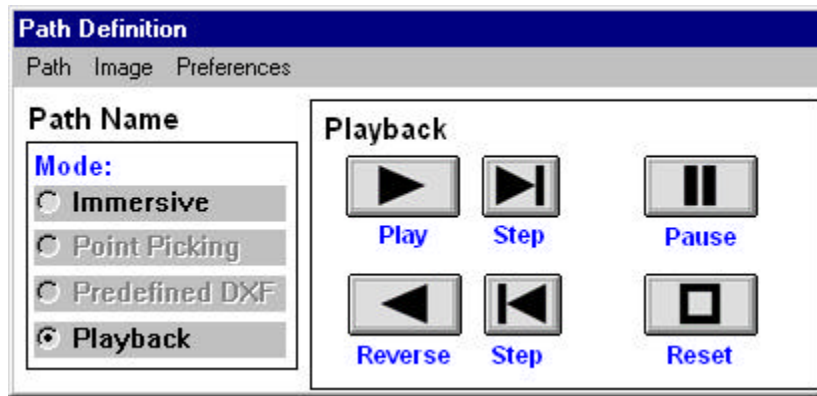 Path Definition
Path Image Preferences
Path Name
Mode:
Immersive
Point Picking
Predefined DXF
Playback
Playback
Play Step Pause
Reverse Step Reset